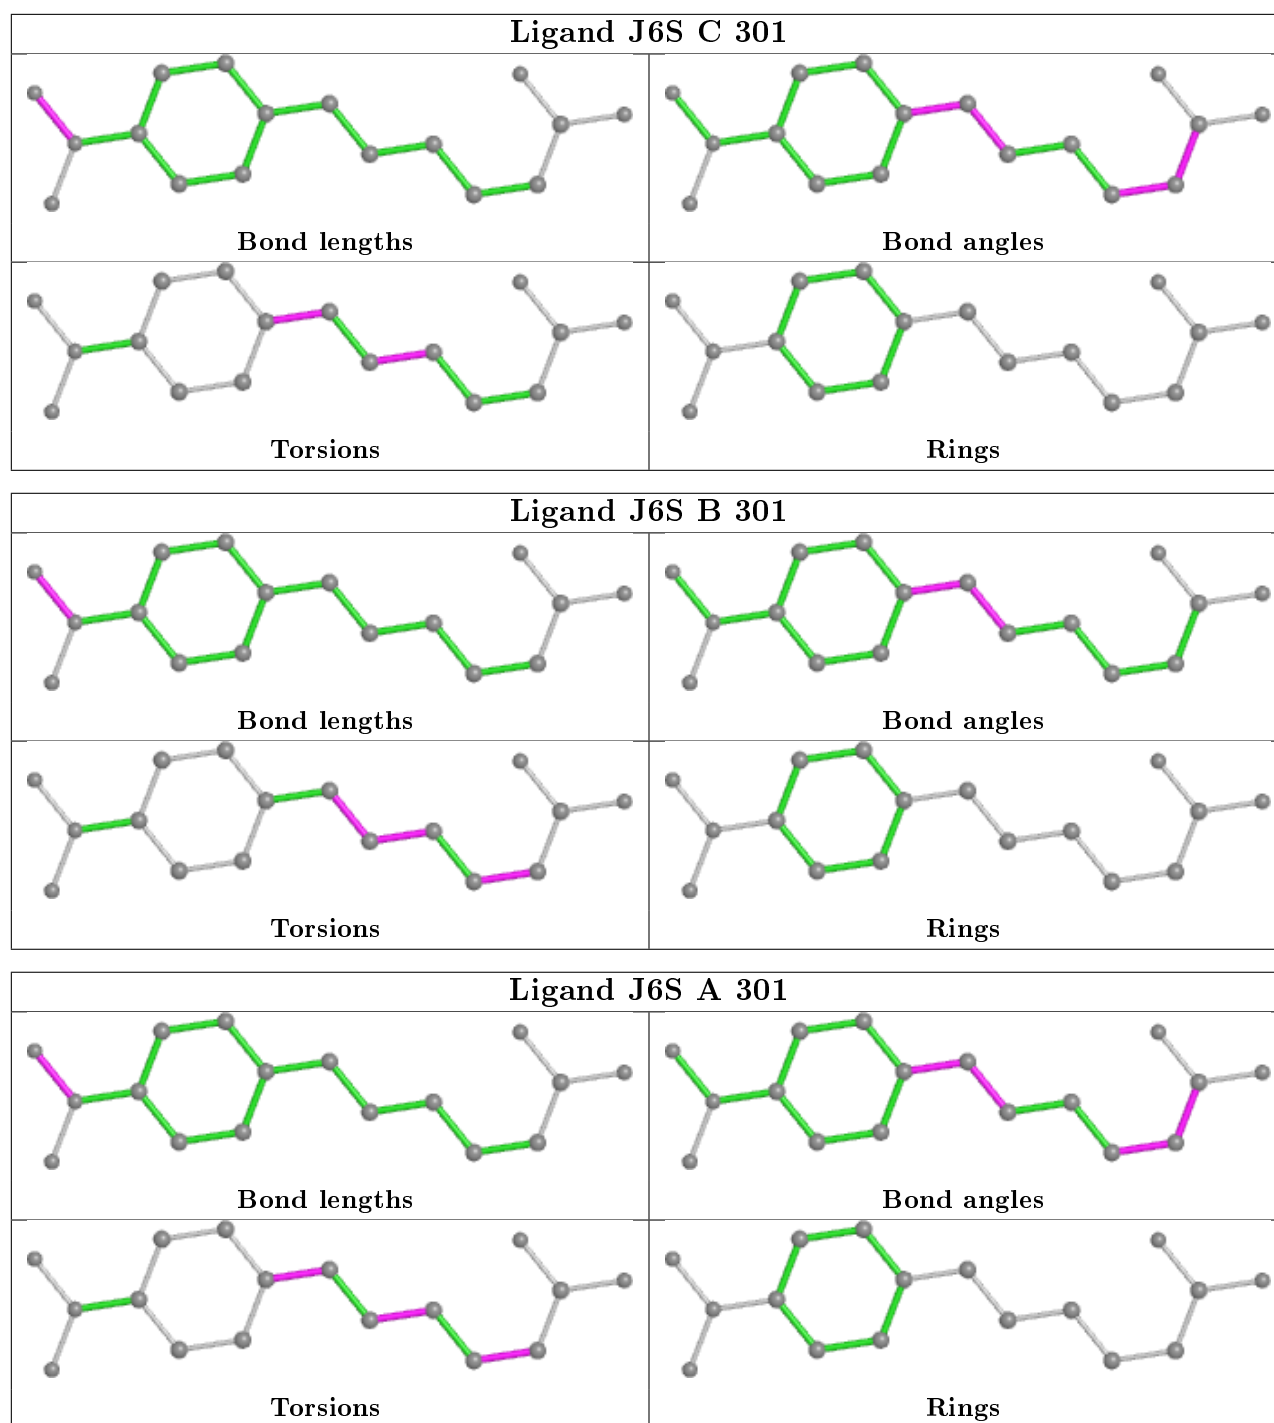 Ligand J6S C 301
Bond lengths
Bond angles
Torsions
Rings
Ligand J6S B 301
Bond lengths
Bond angles
Torsions
Rings
Ligand J6S A 301
Bond lengths
Bond angles
Torsions
Rings